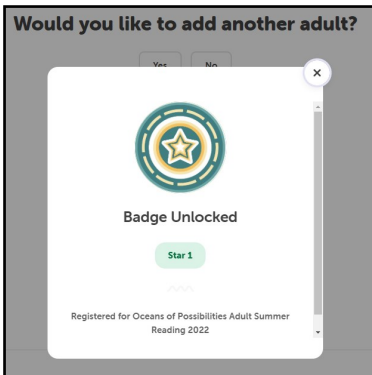 Would you like to add another adult?
Yes No
×
Badge Unlocked
Star 1
Registered for Oceans of Possibilities Adult Summer
Reading 2022